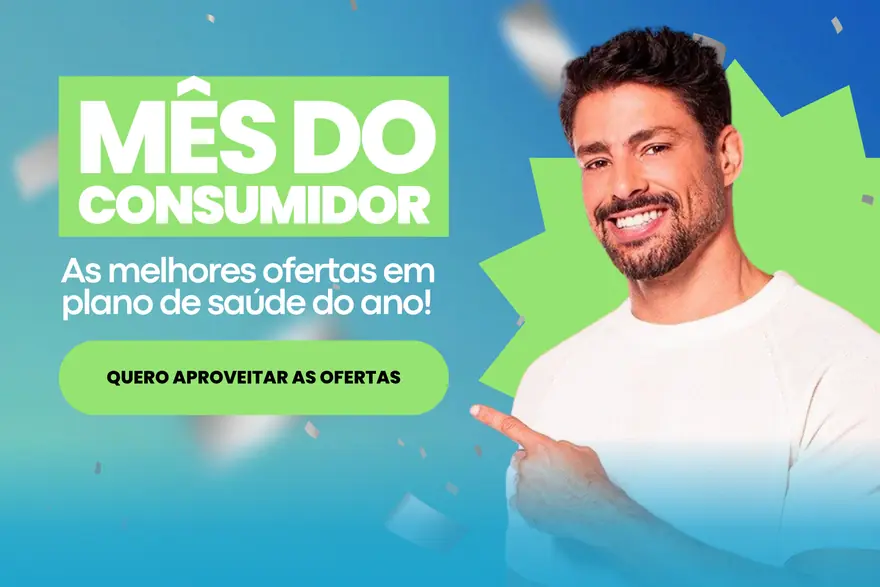 MÊS DO
CONSUMIDOR
As melhores ofertas em
plano de saúde do ano!
QUERO APROVEITAR AS OFERTAS